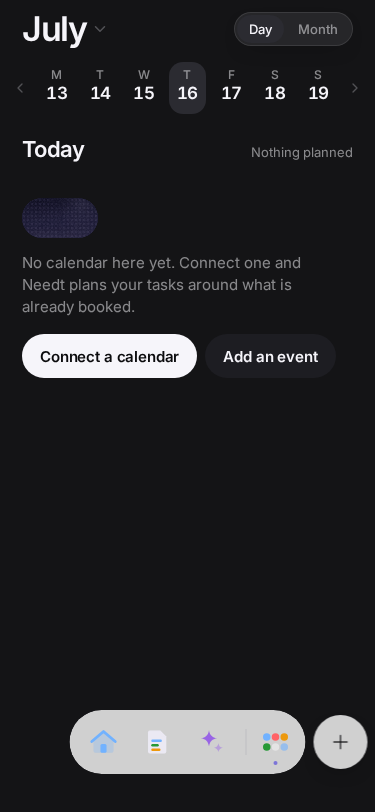 July
Day Month
M T W T F S S
13 14 15 16 17 18 19
Today
Nothing planned
No calendar here yet. Connect one and
Needt plans your tasks around what is
already booked.
Connect a calendar Add an event